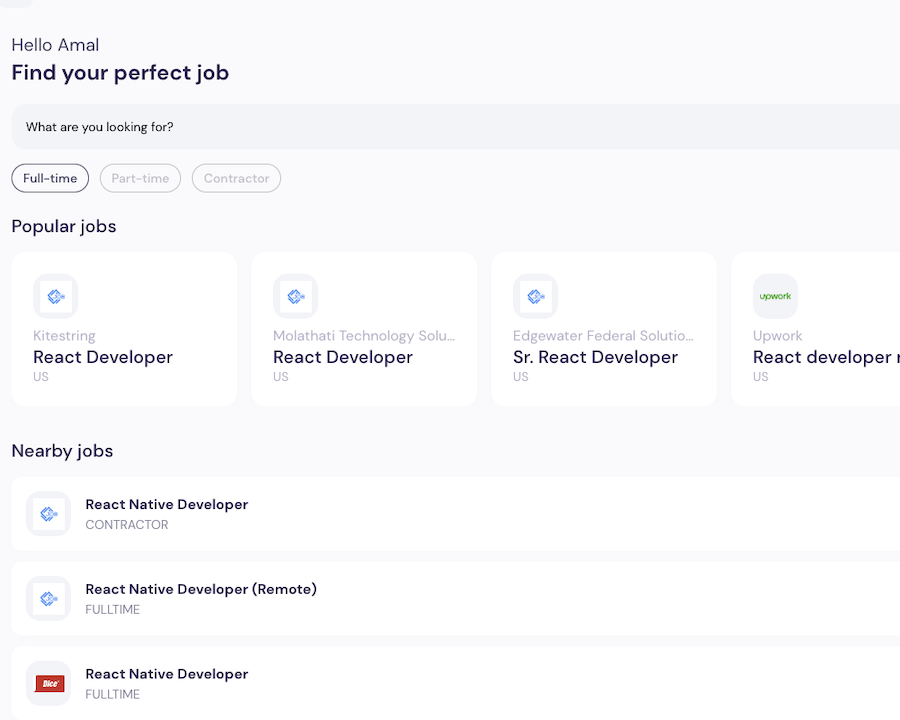 Hello Amal
Find your perfect job
What are you looking for?
Full-time Part-time Contractor
Popular jobs
Kitestring
React Developer
US
Molathati Technology Solu...
React Developer
US
Edgewater Federal Solutio...
Sr. React Developer
US
upwork
Upwork
React developer
US
Nearby jobs
React Native Developer
CONTRACTOR
React Native Developer (Remote)
FULLTIME
Dice
React Native Developer
FULLTIME